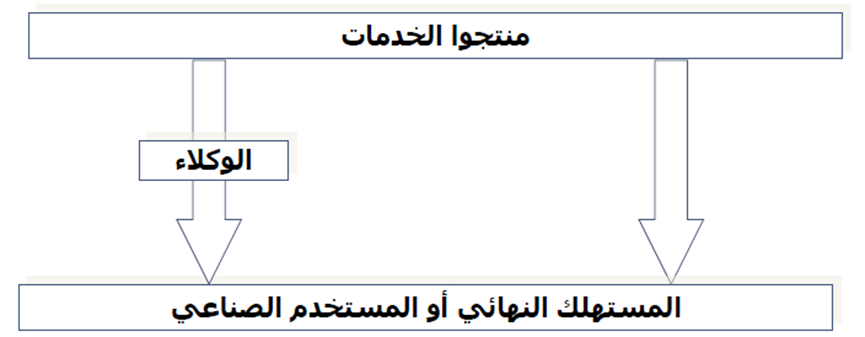 منتجوا الخدمات
الوكلاء
المستهلك النهائي أو المستخدم الصناعي